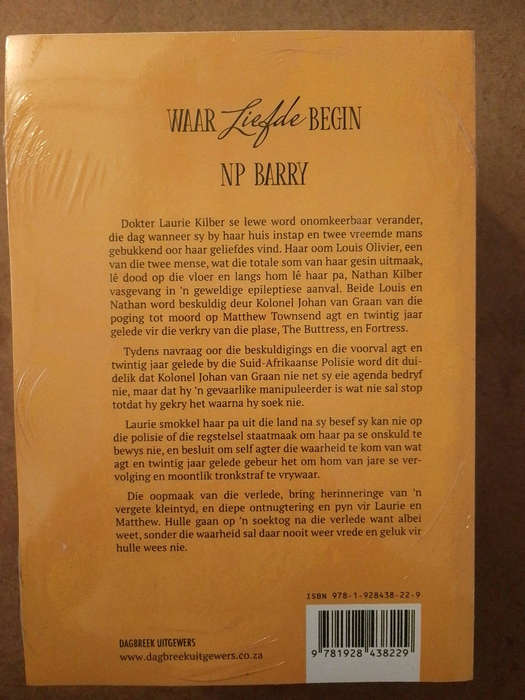 WAAR Liefde BEGIN
NP BARRY
Dokter Laurie Kilber se lewe word onomkeerbaar verander,
die dag wanneer sy by haar huis instap en twee vreemde mans
gebukkend oor haar geliefdes vind. Haar oom Louis Olivier, een
van die twee mense, wat die totale som van haar gesin uitmaak,
lê dood op die vloer en langs hom lê haar pa, Nathan Kilber
vasgevang in 'n geweldige epileptiese aanval. Beide Louis en
Nathan word beskuldig deur Kolonel Johan van Graan van die
poging tot moord op Matthew Townsend agt en twintig jaar
gelede vir die verkry van die plase, The Buttress, en Fortress.
Tydens navraag oor die beskuldigings en die voorval agt en
twintig jaar gelede by die Suid-Afrikaanse Polisie word dit dui-
delik dat Kolonel Johan van Graan nie net sy eie agenda bedryf
nie, maar dat hy 'n gevaarlike manipuleerder is wat nie sal stop
totdat hy gekry het waarna hy soek nie.
Laurie smokkel haar pa uit die land na sy besef sy kan nie op
die polisie of die regstelsel staatmaak om haar pa se onskuld te
bewys nie, en besluit om self agter die waarheid te kom van wat
agt en twintig jaar gelede gebeur het om hom van jare se ver-
volging en moontlik tronkstraf te vrywaar.
Die oopmaak van die verlede, bring herinneringe van 'n
vergete kleintyd, en diepe ontnugtering en pyn vir Laurie en
Matthew. Hulle gaan op 'n soektog na die verlede want albei
weet, sonder die waarheid sal daar nooit weer vrede en geluk vir
hulle wees nie.
ISBN 978-1-928438-22-9
9 781928 438229
DAGBREEK UITGEWERS
www.dagbreekuitgewers.co.za